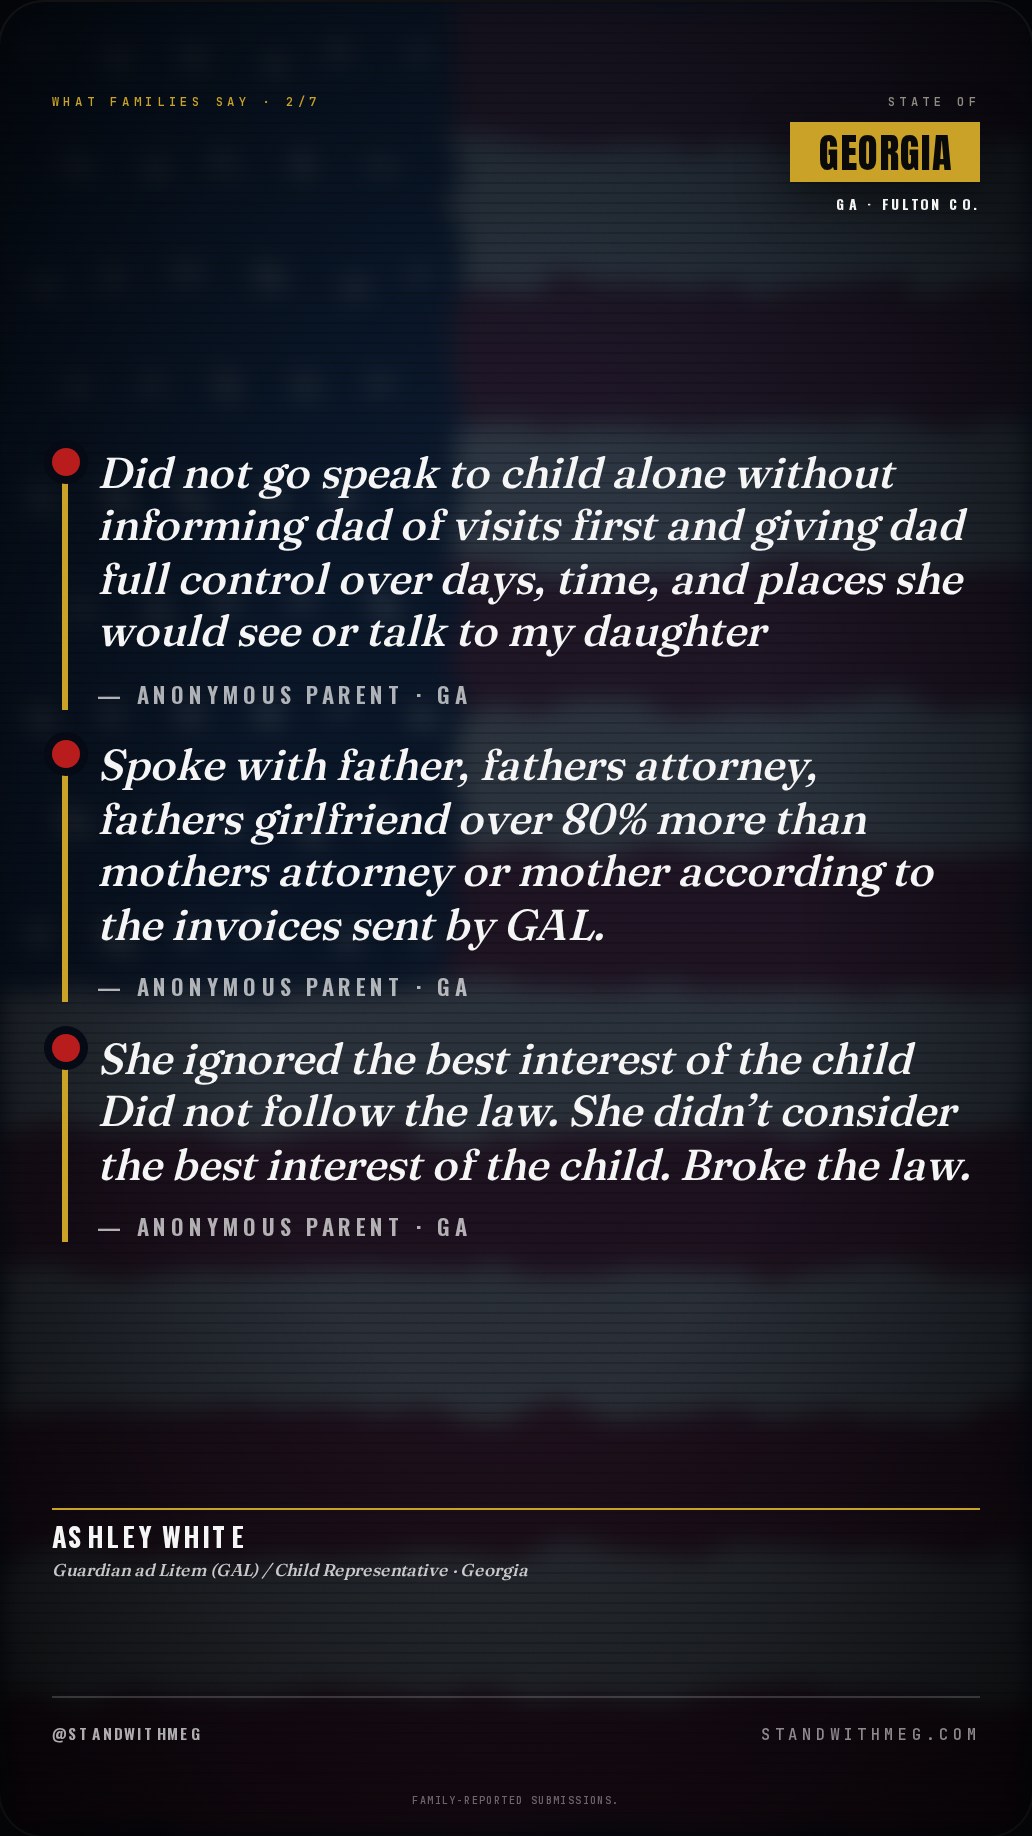 WHAT FAMILIES SAY · 2/7
STATE OF
GEORGIA
GA · FULTON CO.
Did not go speak to child alone without
informing dad of visits first and giving dad
full control over days, time, and places she
would see or talk to my daughter
— ANONYMOUS PARENT · GA
Spoke with father, fathers attorney,
fathers girlfriend over 80% more than
mothers attorney or mother according to
the invoices sent by GAL.
— ANONYMOUS PARENT · GA
She ignored the best interest of the child
Did not follow the law. She didn’t consider
the best interest of the child. Broke the law.
— ANONYMOUS PARENT · GA
ASHLEY WHITE
Guardian ad Litem (GAL) / Child Representative · Georgia
@STANDWITHMEG
STANDWITHMEG.COM
FAMILY-REPORTED SUBMISSIONS.